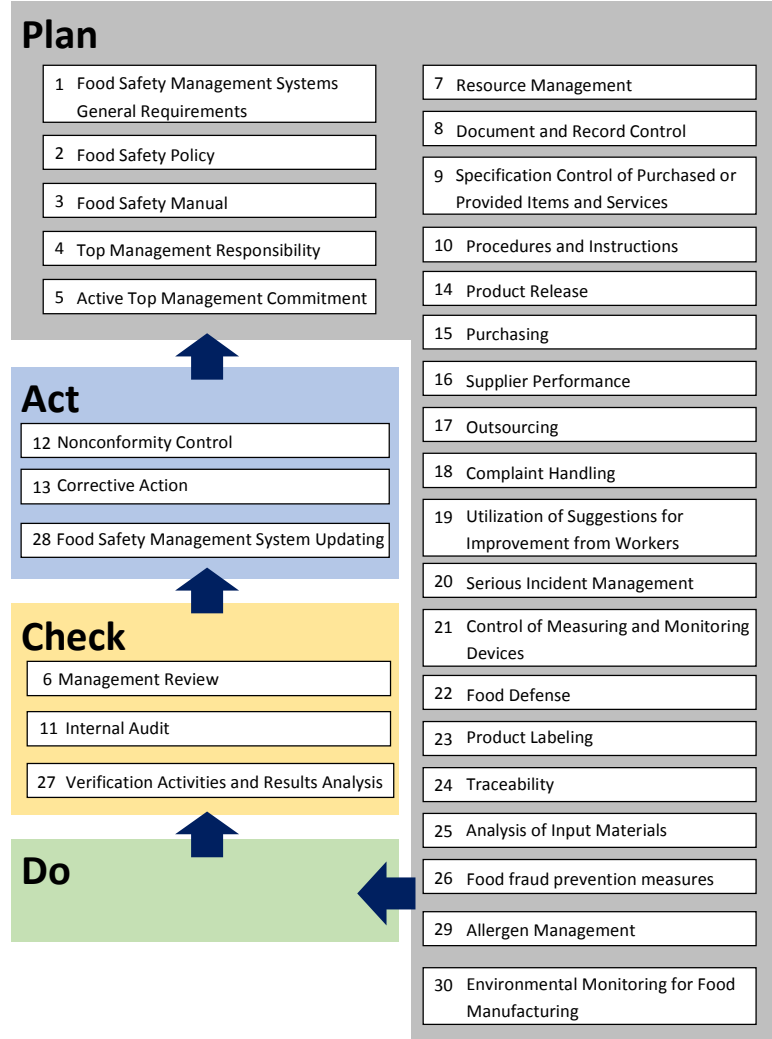 Plan
1 Food Safety Management Systems
General Requirements
2 Food Safety Policy
3 Food Safety Manual
4 Top Management Responsibility
5 Active Top Management Commitment
7 Resource Management
8 Document and Record Control
9 Specification Control of Purchased or
Provided Items and Services
10 Procedures and Instructions
14 Product Release
15 Purchasing
16 Supplier Performance
17 Outsourcing
18 Complaint Handling
19 Utilization of Suggestions for
Improvement from Workers
20 Serious Incident Management
21 Control of Measuring and Monitoring
Devices
22 Food Defense
23 Product Labeling
24 Traceability
25 Analysis of Input Materials
26 Food fraud prevention measures
29 Allergen Management
30 Environmental Monitoring for Food
Manufacturing
Act
12 Nonconformity Control
13 Corrective Action
28 Food Safety Management System Updating
Check
6 Management Review
11 Internal Audit
27 Verification Activities and Results Analysis
Do